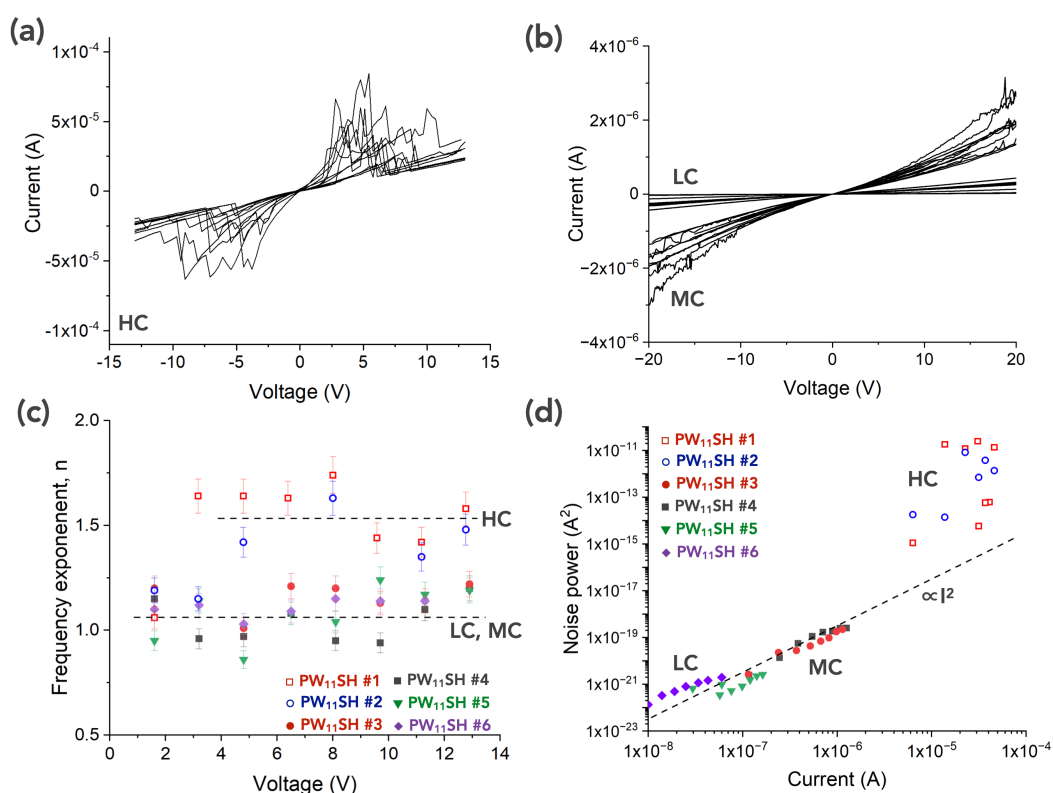 (a)
1x10⁻⁴
5x10⁻⁵
0
-5x10⁻⁵
-1x10⁻⁴
Current (A)
HC
-15 -10 -5 0 5 10 15
Voltage (V)
(b)
4x10⁻⁶
2x10⁻⁶
0
−2x10⁻⁶
−4x10⁻⁶
Current (A)
LC
MC
−20 −10 0 10 20
Voltage (V)
(c)
2.0
1.5
1.0
0.5
Frequency exponent, n
HC
LC, MC
PW₁₁SH #1
PW₁₁SH #2
PW₁₁SH #3
PW₁₁SH #4
PW₁₁SH #5
PW₁₁SH #6
0 2 4 6 8 10 12 14
Voltage (V)
(d)
1x10⁻¹¹
1x10⁻¹³
1x10⁻¹⁵
1x10⁻¹⁷
1x10⁻¹⁹
1x10⁻²¹
1x10⁻²³
Noise power (A²)
PW₁₁SH #1
PW₁₁SH #2
PW₁₁SH #3
PW₁₁SH #4
PW₁₁SH #5
PW₁₁SH #6
HC
∝I²
LC
MC
1x10⁻⁸ 1x10⁻⁷ 1x10⁻⁶ 1x10⁻⁵ 1x10⁻⁴
Current (A)